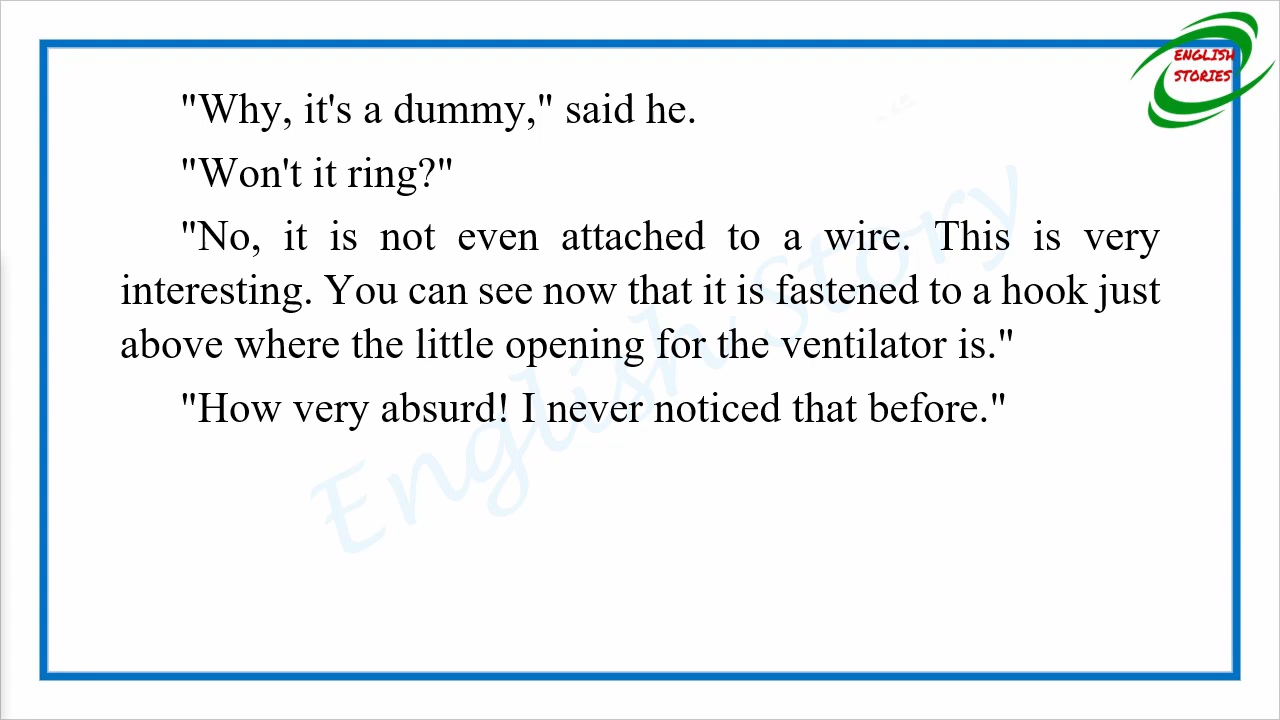 ENGLISH
STORIES
"Why, it's a dummy," said he.
"Won't it ring?"
"No, it is not even attached to a wire. This is very
interesting. You can see now that it is fastened to a hook just
above where the little opening for the ventilator is."
"How very absurd! I never noticed that before."
English Story